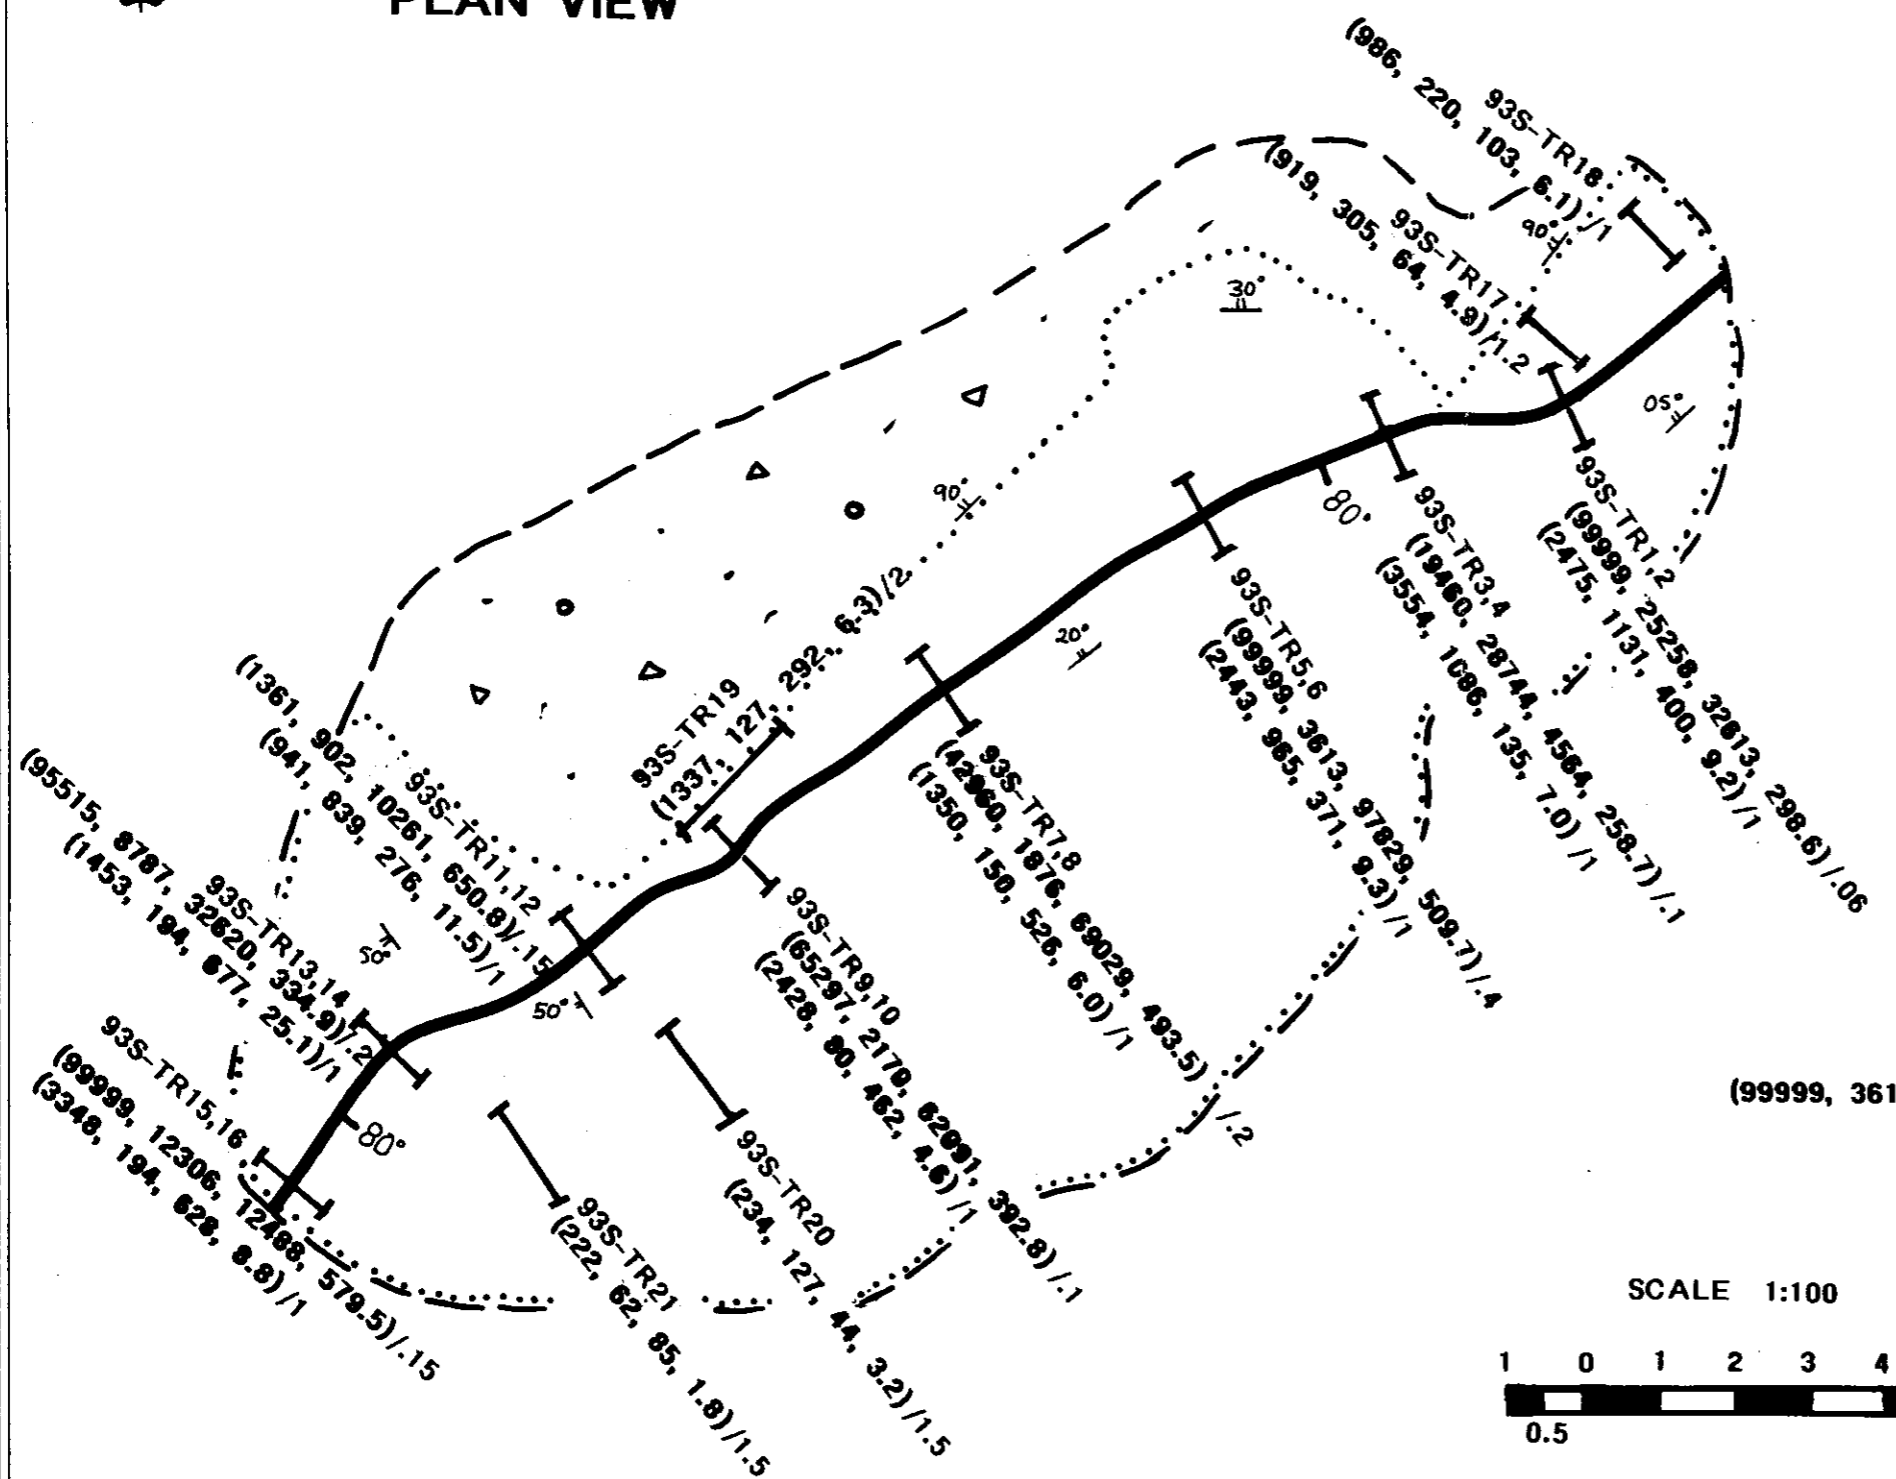 PLAN VIEW
93S-TR18
(986, 220, 103, 6.1)/1
93S-TR17
(919, 305, 64, 4.9)/1.2
90°
30°
05°
93S-TR1,2
(99999, 25258, 32613, 298.6)/.06
(2475, 1131, 400, 9.2)/1
80°
93S-TR3,4
(19460, 28744, 4564, 258.7)/.1
(3554, 1086, 135, 7.0)/1
90°
93S-TR5,6
(99999, 3613, 97829, 509.7)/.4
(2443, 965, 371, 9.3)/1
20°
93S-TR19
(1337, 127, 292, 6.3)/2
93S-TR7,8
(42960, 1876, 69029, 493.5)/.2
(1350, 150, 526, 6.0)/1
93S-TR11,12
(1361, 902, 10261, 650.8)/.15
(941, 839, 276, 11.5)/1
93S-TR9,10
(65297, 2179, 62091, 392.8)/.1
(2428, 80, 462, 4.6)/1
93S-TR13,14
(95515, 8787, 32620, 334.9)/.2
(1453, 194, 677, 25.1)/1
50°
50°
93S-TR15,16
(99999, 12306, 12488, 579.5)/.15
(3348, 194, 628, 8.8)/1
80°
93S-TR20
(234, 127, 44, 3.2)/1.5
93S-TR21
(222, 62, 85, 1.8)/1.5
(99999, 361
SCALE 1:100
1 0 1 2 3 4
0.5